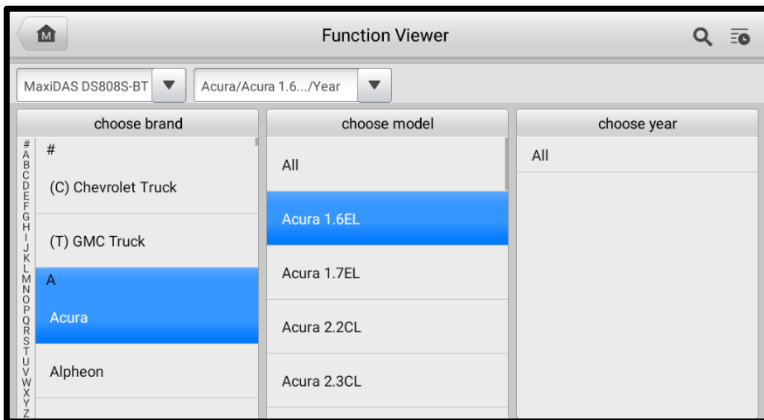 M
Function Viewer
MaxiDAS DS808S-BT
Acura/Acura 1.6.../Year
choose brand
choose model
choose year
#
A
B
C
D
E
F
G
H
I
J
K
L
M
N
O
P
Q
R
S
T
U
V
W
X
Y
Z
#
(C) Chevrolet Truck
(T) GMC Truck
A
Acura
Alpheon
All
Acura 1.6EL
Acura 1.7EL
Acura 2.2CL
Acura 2.3CL
All